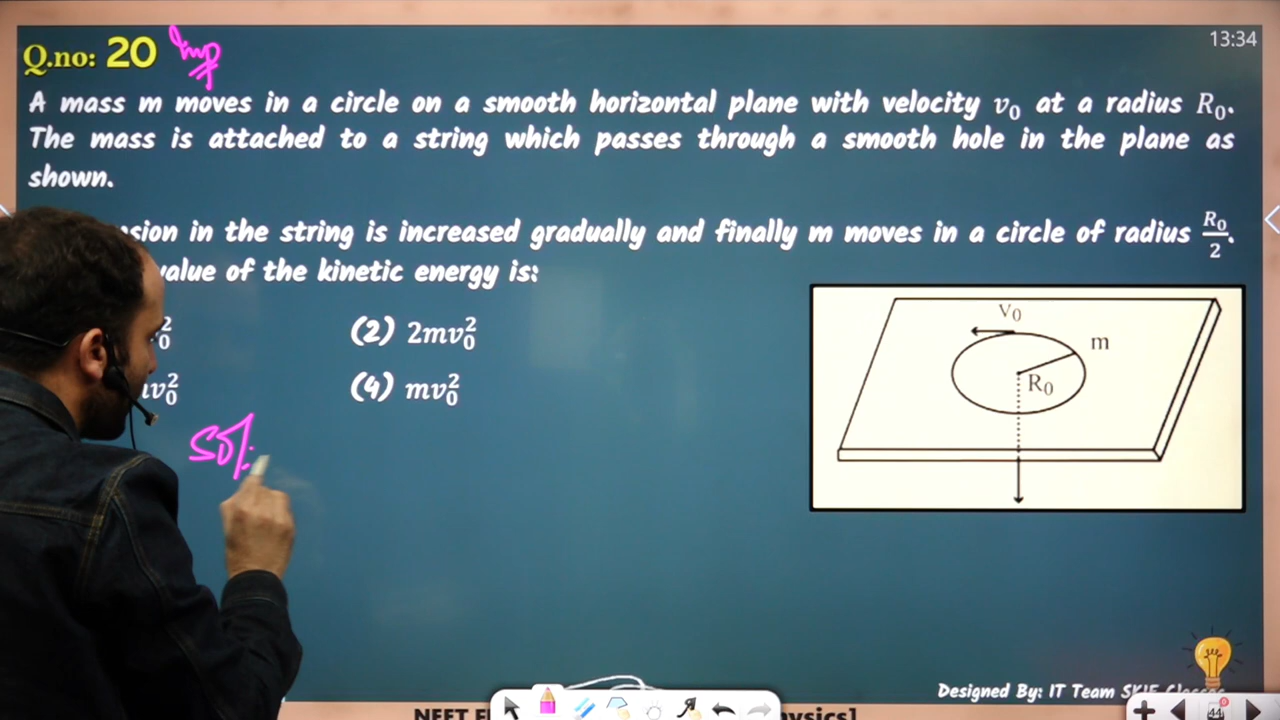 Q.no: 20 Imp
13:34
A mass m moves in a circle on a smooth horizontal plane with velocity v₀ at a radius R₀.
The mass is attached to a string which passes through a smooth hole in the plane as
shown.
in the string is increased gradually and finally m moves in a circle of radius R₀/2.
of the kinetic energy is:
(2) 2mv₀²
(4) mv₀²
Sol:
V₀
m
R₀
Designed By: IT Team
NEET
44